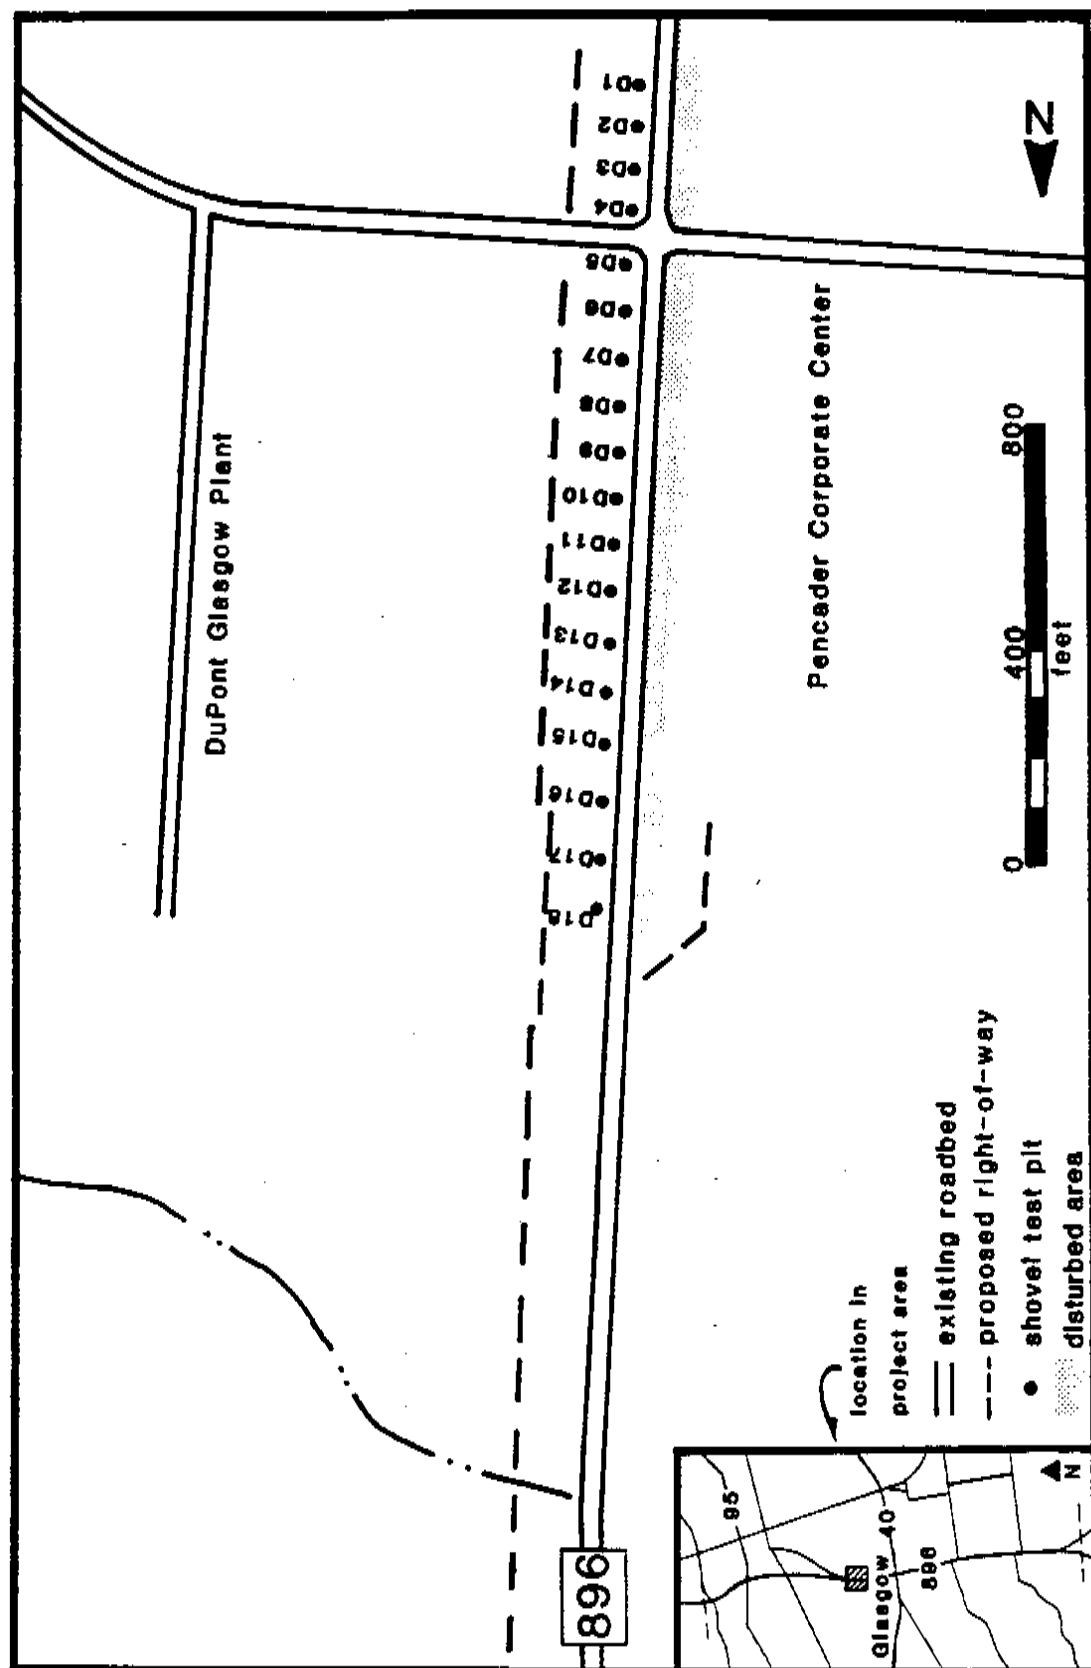 D1
D2
D3
D4
D5
D6
D7
D8
D9
D10
D11
D12
D13
D14
D15
D16
D17
D18
DuPont Glasgow Plant
Pencader Corporate Center
N
0 400 800
feet
896
location in
project area
existing roadbed
proposed right-of-way
shovel test pit
disturbed area
95
40
Glasgow
896
N